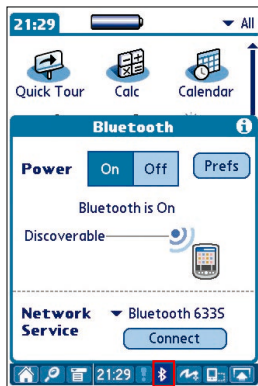 21:29
All
Quick Tour
Calc
Calendar
Bluetooth
Power
On
Off
Prefs
Bluetooth is On
Discoverable
Network Service
Bluetooth 633S
Connect
21:29